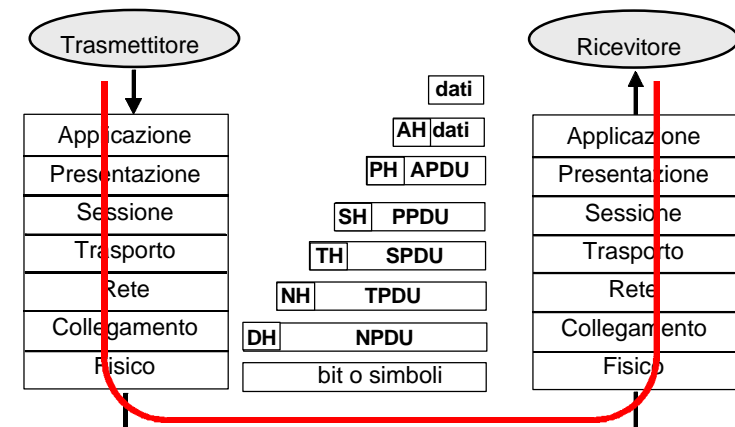 Trasmettitore
Ricevitore
dati
Applicazione
AH dati
Applicazione
Presentazione
PH APDU
Presentazione
Sessione
SH PPDU
Sessione
Trasporto
TH SPDU
Trasporto
Rete
NH TPDU
Rete
Collegamento
DH NPDU
Collegamento
Fisico
bit o simboli
Fisico